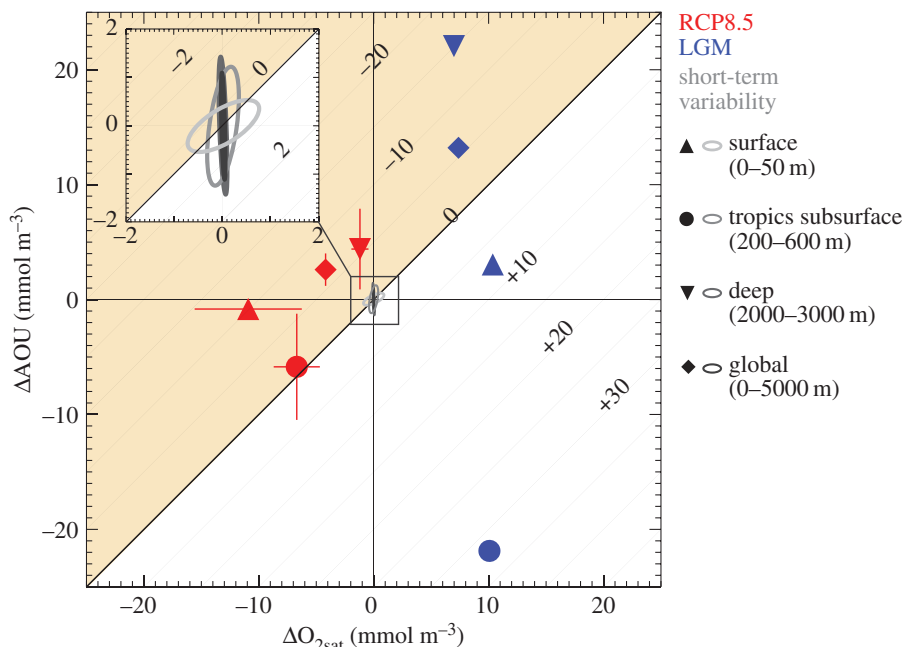 2
0
−2
−2
0
2
−2
0
2
20
10
0
−10
−20
−20
−10
0
+10
+20
+30
−20
−10
0
10
20
ΔAOU (mmol m⁻³)
ΔO₂sat (mmol m⁻³)
RCP8.5
LGM
short-term
variability
surface
(0–50 m)
tropics subsurface
(200–600 m)
deep
(2000–3000 m)
global
(0–5000 m)